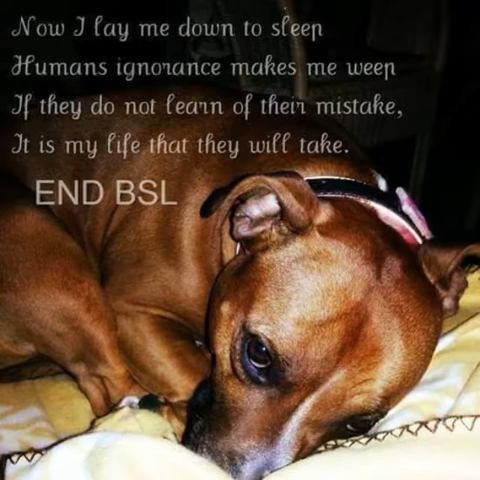 Now I lay me down to sleep
Humans ignorance makes me weep
If they do not learn of their mistake,
It is my life that they will take.
END BSL